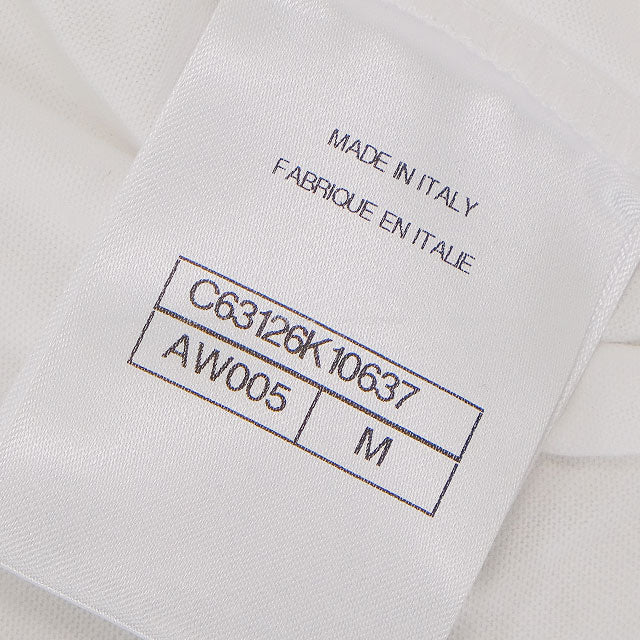 MADE IN ITALY
FABRIQUE EN ITALIE
C63126K10637
AW005 M